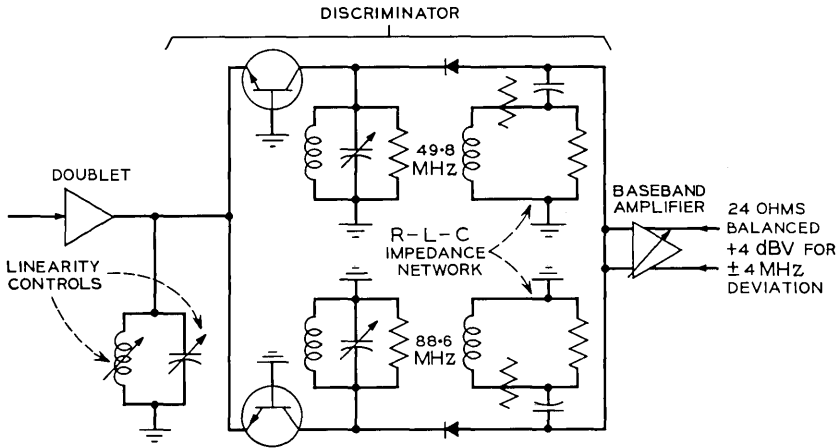 DISCRIMINATOR
DOUBLET
LINEARITY
CONTROLS
49.8
MHz
R-L-C
IMPEDANCE
NETWORK
88.6
MHz
BASEBAND
AMPLIFIER
24 OHMS
BALANCED
+4 dBV FOR
±4 MHz
DEVIATION